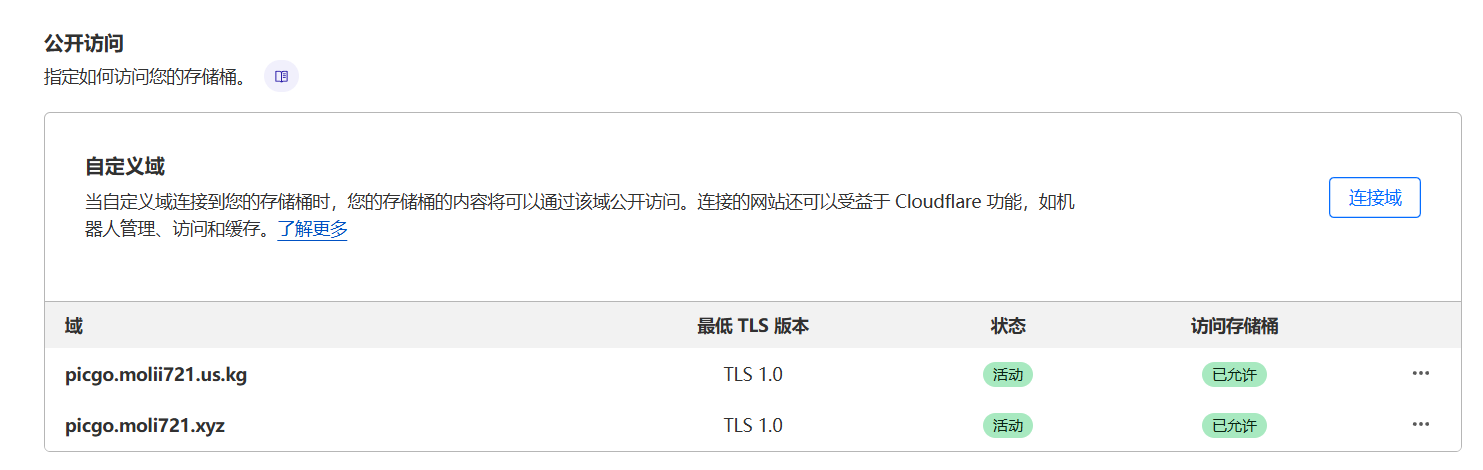 公开访问
指定如何访问您的存储桶。
自定义域
当自定义域连接到您的存储桶时，您的存储桶的内容将可以通过该域公开访问。连接的网站还可以受益于 Cloudflare 功能，如机
器人管理、访问和缓存。了解更多
连接域
域 最低 TLS 版本 状态 访问存储桶
picgo.molii721.us.kg TLS 1.0 活动 已允许
picgo.moli721.xyz TLS 1.0 活动 已允许